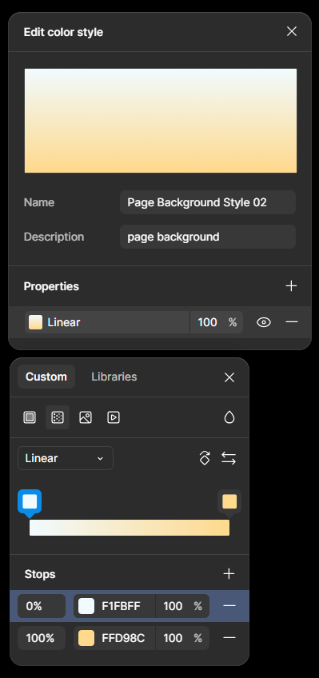 Edit color style
Name Page Background Style 02
Description page background
Properties
Linear 100 %
Custom Libraries
Linear
Stops
0% F1FBFF 100 %
100% FFD98C 100 %